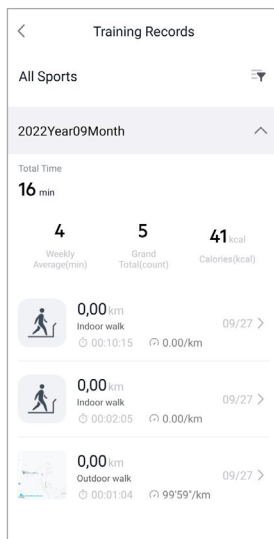 Training Records
All Sports
2022Year09Month
Total Time
16 min
4 5 41 kcal
Weekly Average(min)
Grand Total(count)
Calories(kcal)
0,00 km
Indoor walk
09/27
00:10:15 0.00/km
0,00 km
Indoor walk
09/27
00:02:05 0.00/km
0,00 km
Outdoor walk
09/27
00:01:04 99'59"/km